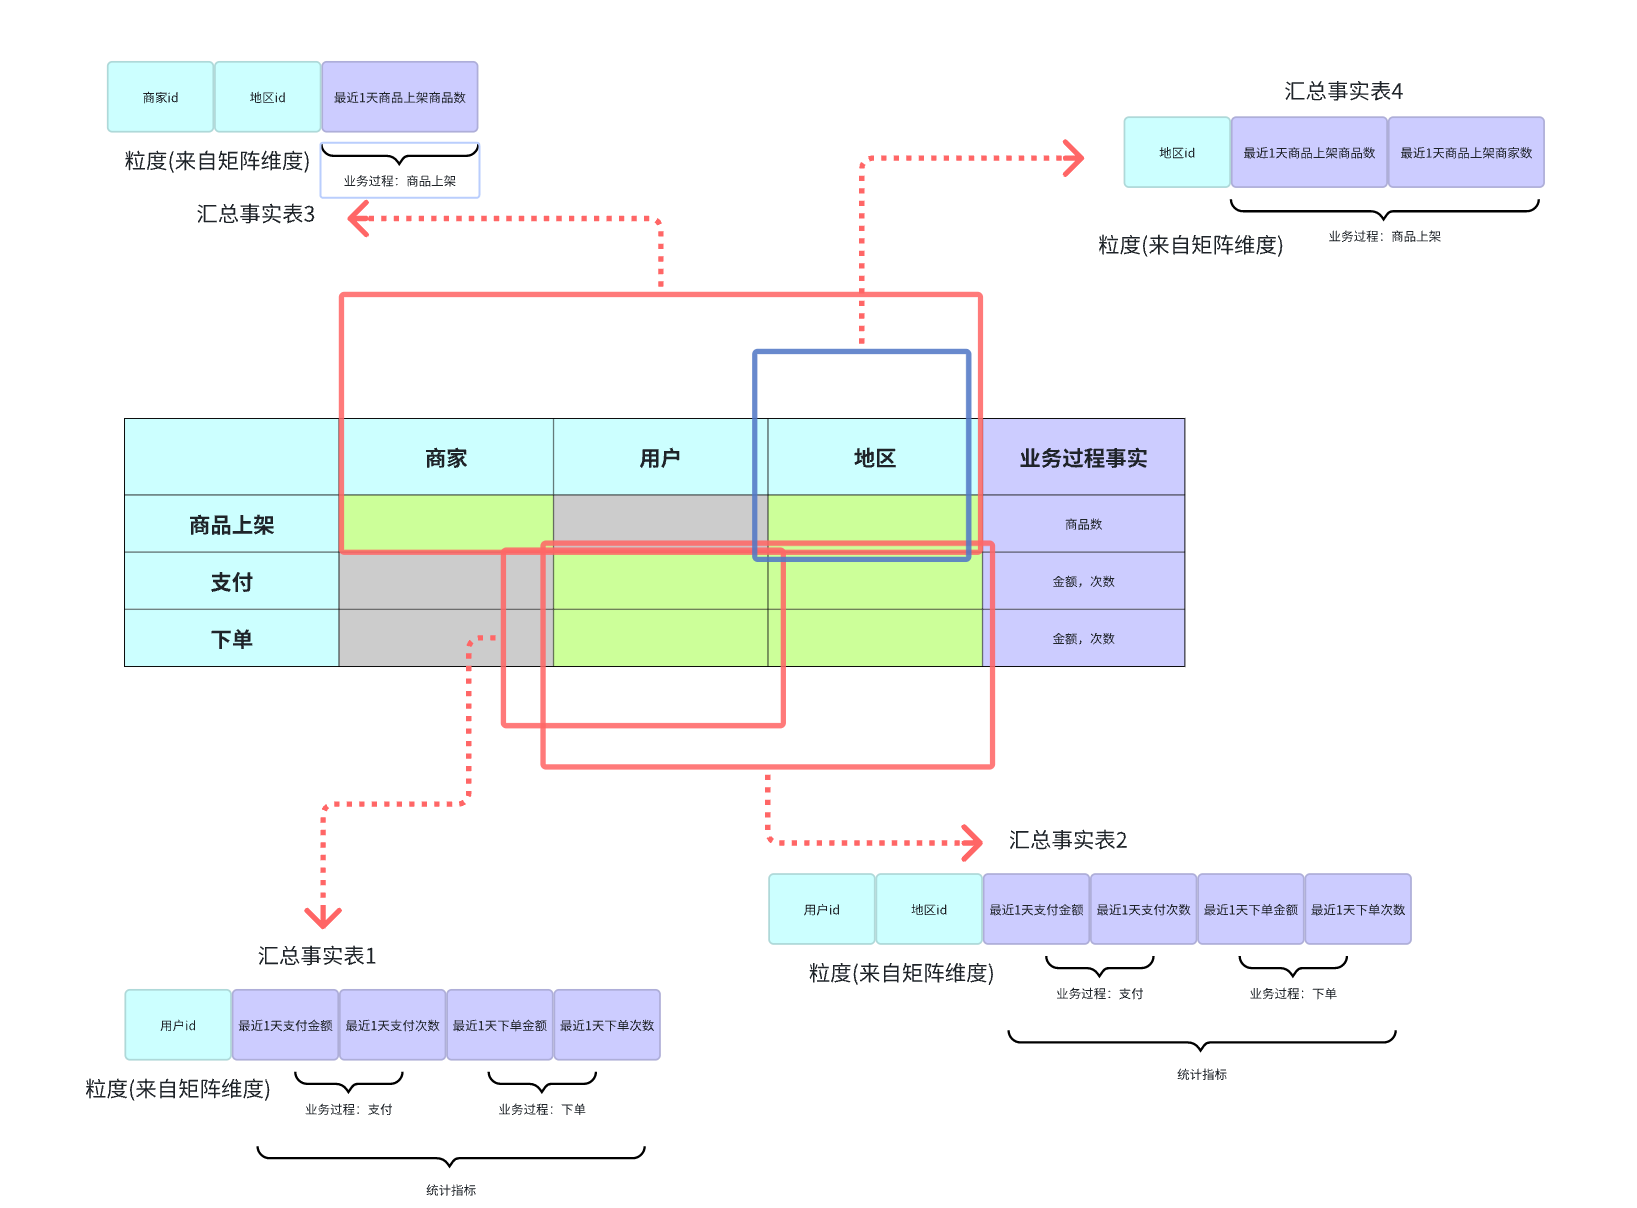 商家id
地区id
最近1天商品上架商品数
粒度(来自矩阵维度)
业务过程：商品上架
汇总事实表3
汇总事实表4
地区id
最近1天商品上架商品数
最近1天商品上架商家数
粒度(来自矩阵维度)
业务过程：商品上架
商家
用户
地区
业务过程事实
商品上架
商品数
支付
金额，次数
下单
金额，次数
汇总事实表2
用户id
地区id
最近1天支付金额
最近1天支付次数
最近1天下单金额
最近1天下单次数
粒度(来自矩阵维度)
业务过程：支付
业务过程：下单
统计指标
汇总事实表1
用户id
最近1天支付金额
最近1天支付次数
最近1天下单金额
最近1天下单次数
粒度(来自矩阵维度)
业务过程：支付
业务过程：下单
统计指标